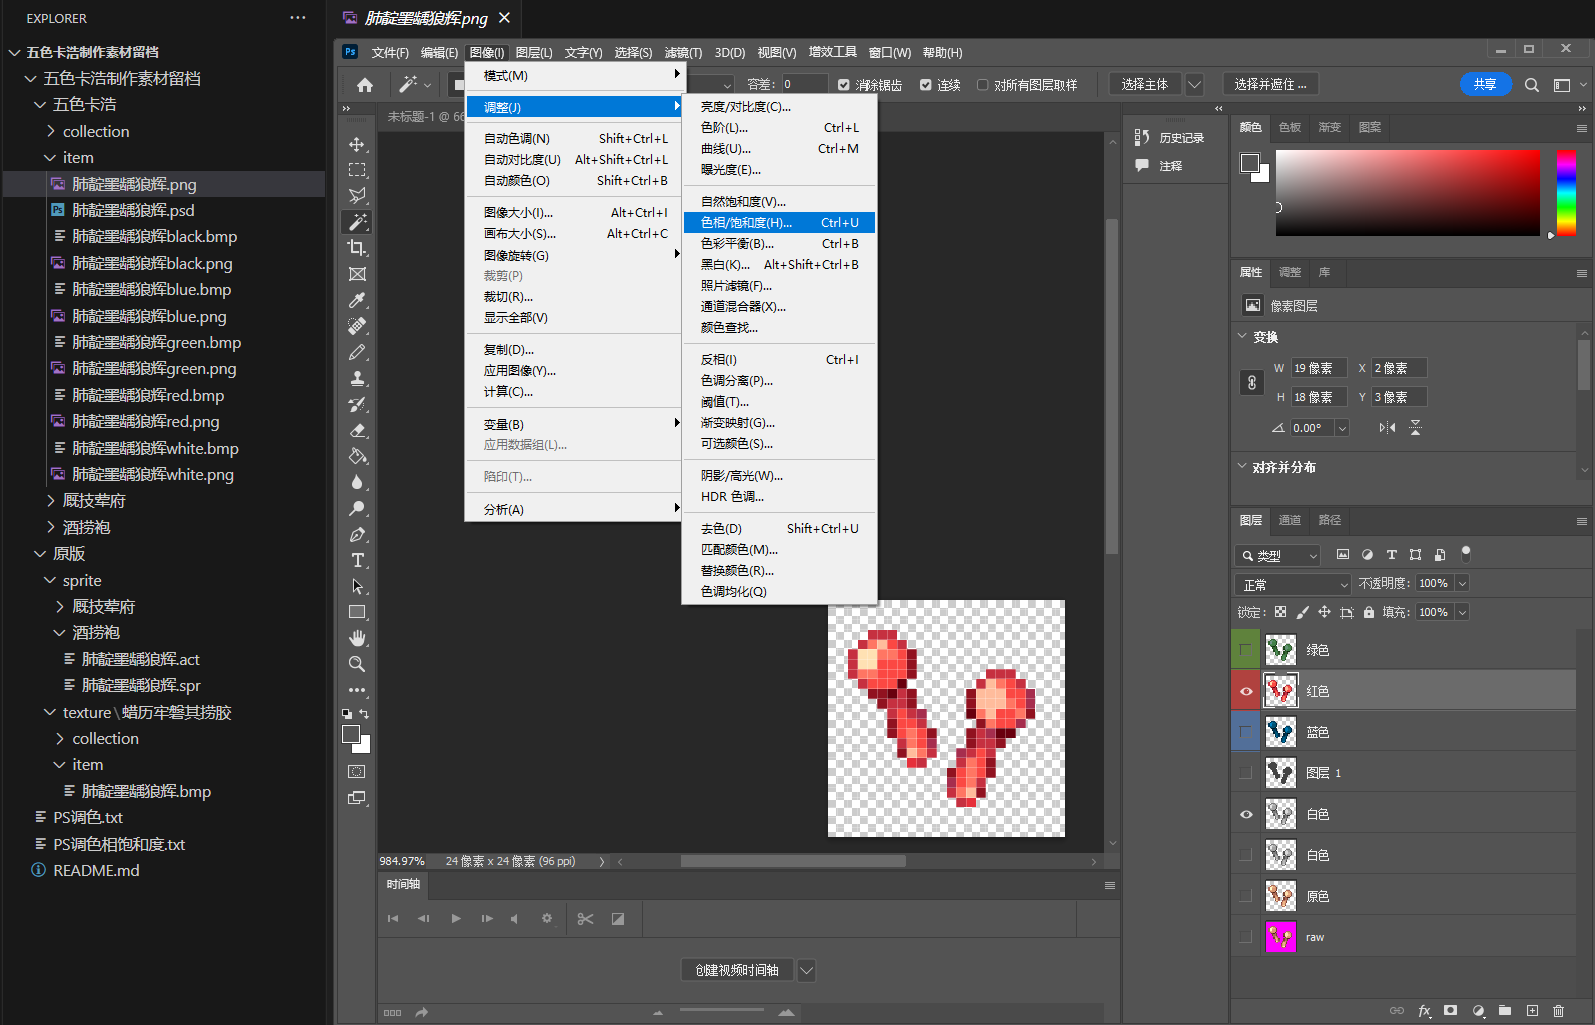 EXPLORER
五色卡浩制作素材留档
五色卡浩制作素材留档
五色卡浩
collection
item
肺靛墨龋狼辉.png
肺靛墨龋狼辉.psd
肺靛墨龋狼辉black.bmp
肺靛墨龋狼辉black.png
肺靛墨龋狼辉blue.bmp
肺靛墨龋狼辉blue.png
肺靛墨龋狼辉green.bmp
肺靛墨龋狼辉green.png
肺靛墨龋狼辉red.bmp
肺靛墨龋狼辉red.png
肺靛墨龋狼辉white.bmp
肺靛墨龋狼辉white.png
厩技荤府
酒捞袍
原版
sprite
厩技荤府
酒捞袍
肺靛墨龋狼辉.act
肺靛墨龋狼辉.spr
texture\蜡历牢磐其捞胶
collection
item
肺靛墨龋狼辉.bmp
PS调色.txt
PS调色相饱和度.txt
README.md
肺靛墨龋狼辉.png
Ps 文件(F) 编辑(E) 图像(I) 图层(L) 文字(Y) 选择(S) 滤镜(T) 3D(D) 视图(V) 增效工具 窗口(W) 帮助(H)
容差: 0 消除锯齿 连续 对所有图层取样 选择主体 选择并遮住 ... 共享
未标题-1 @ 66
模式(M)
调整(J)
自动色调(N) Shift+Ctrl+L
自动对比度(U) Alt+Shift+Ctrl+L
自动颜色(O) Shift+Ctrl+B
图像大小(I)... Alt+Ctrl+I
画布大小(S)... Alt+Ctrl+C
图像旋转(G)
裁剪(P)
裁切(R)...
显示全部(V)
复制(D)...
应用图像(Y)...
计算(C)...
变量(B)
应用数据组(L)...
陷印(T)...
分析(A)
亮度/对比度(C)...
色阶(L)... Ctrl+L
曲线(U)... Ctrl+M
曝光度(E)...
自然饱和度(V)...
色相/饱和度(H)... Ctrl+U
色彩平衡(B)... Ctrl+B
黑白(K)... Alt+Shift+Ctrl+B
照片滤镜(F)...
通道混合器(X)...
颜色查找...
反相(I) Ctrl+I
色调分离(P)...
阈值(T)...
渐变映射(G)...
可选颜色(S)...
阴影/高光(W)...
HDR 色调...
去色(D) Shift+Ctrl+U
匹配颜色(M)...
替换颜色(R)...
色调均化(Q)
984.97% 24 像素 x 24 像素 (96 ppi)
时间轴
创建视频时间轴
历史记录
注释
颜色 色板 渐变 图案
属性 调整 库
像素图层
变换
W 19 像素 X 2 像素
H 18 像素 Y 3 像素
0.00°
对齐并分布
图层 通道 路径
类型
正常 不透明度: 100%
锁定: 填充: 100%
绿色
红色
蓝色
图层 1
白色
白色
原色
raw